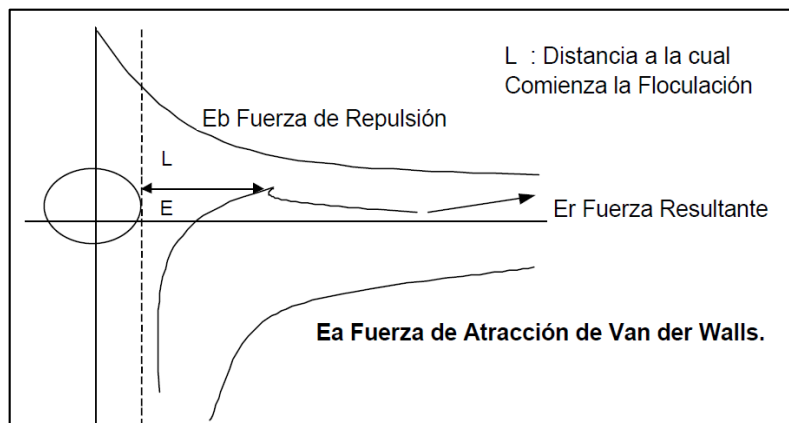 L : Distancia a la cual
Comienza la Floculación
Eb Fuerza de Repulsión
L
E
Er Fuerza Resultante
Ea Fuerza de Atracción de Van der Walls.